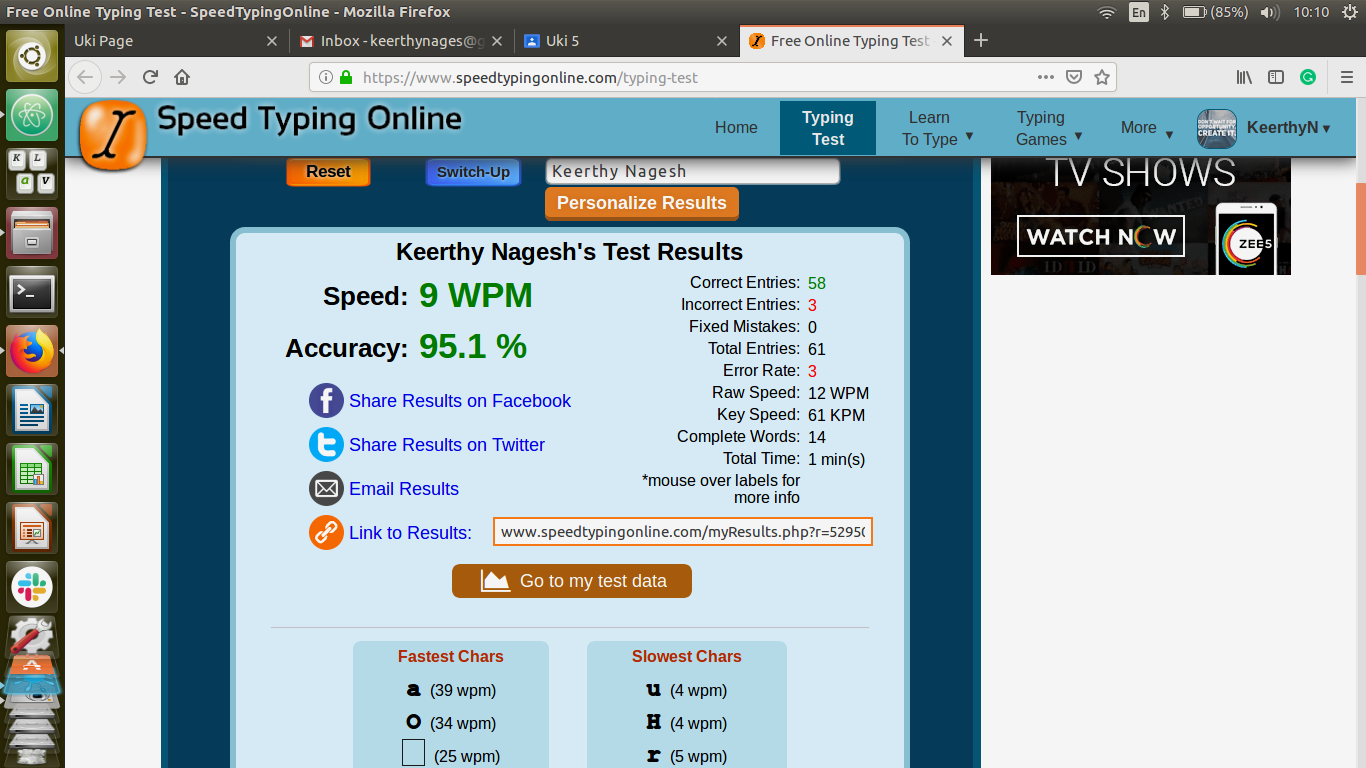 Free Online Typing Test - SpeedTypingOnline - Mozilla Firefox
En (85%) 10:10
Uki Page
Inbox - keerthynages@g
Uki 5
Free Online Typing Test
https://www.speedtypingonline.com/typing-test
Speed Typing Online
Home
Typing Test
Learn To Type ▼
Typing Games ▼
More ▼
KeerthyN ▾
DON'T WAIT FOR
OPPORTUNITY.
CREATE IT.
Reset
Switch-Up
Keerthy Nagesh
Personalize Results
TV SHOWS
WATCH NOW
ZEE5
Keerthy Nagesh's Test Results
Speed: 9 WPM
Accuracy: 95.1 %
Share Results on Facebook
Share Results on Twitter
Email Results
Link to Results: www.speedtypingonline.com/myResults.php?r=5295
Correct Entries: 58
Incorrect Entries: 3
Fixed Mistakes: 0
Total Entries: 61
Error Rate: 3
Raw Speed: 12 WPM
Key Speed: 61 KPM
Complete Words: 14
Total Time: 1 min(s)
*mouse over labels for
more info
Go to my test data
Fastest Chars
a (39 wpm)
O (34 wpm)
(25 wpm)
Slowest Chars
u (4 wpm)
H (4 wpm)
r (5 wpm)
K L
a v
A